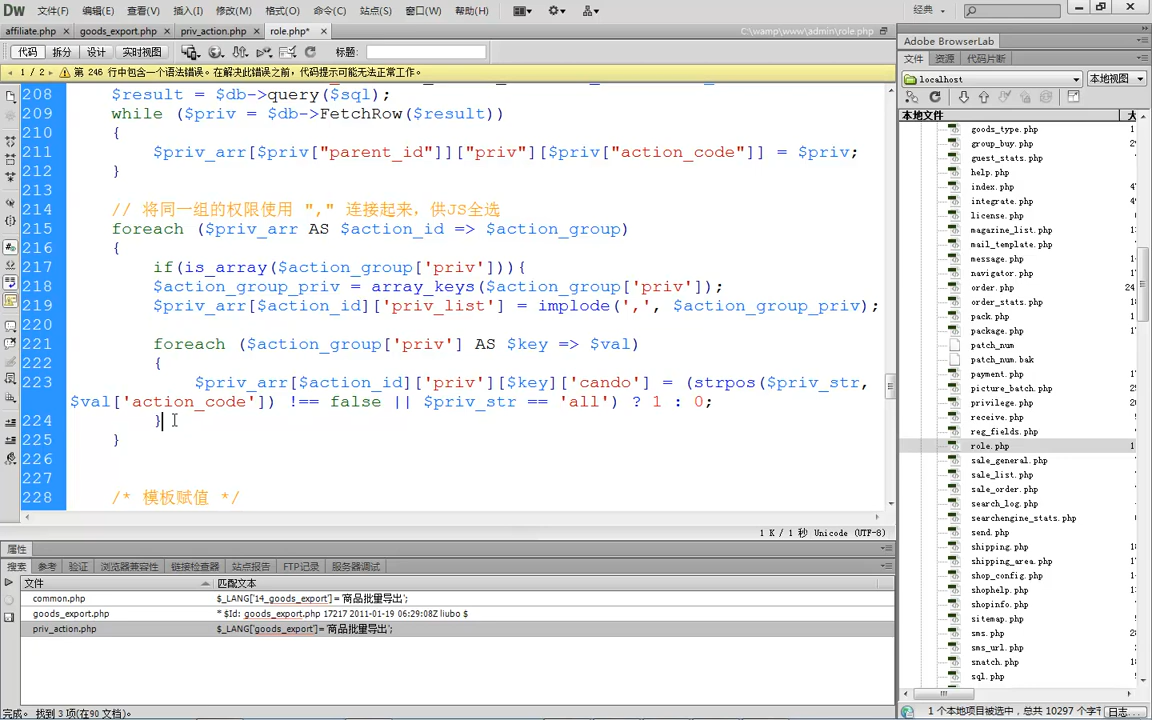 Dw 文件(F) 编辑(E) 查看(V) 插入(I) 修改(M) 格式(O) 命令(C) 站点(S) 窗口(W) 帮助(H) 经典
affiliate.php × goods_export.php × priv_action.php × role.php* × C:\wamp\www\admin\role.php
代码 拆分 设计 实时视图 标题:
1 / 2 第 246 行中包含一个语法错误。在解决此错误之前，代码提示可能无法正常工作。
208 $result = $db->query($sql);
209 while ($priv = $db->FetchRow($result))
210 {
211 $priv_arr[$priv["parent_id"]]["priv"][$priv["action_code"]] = $priv;
212 }
213
214 // 将同一组的权限使用 "," 连接起来，供JS全选
215 foreach ($priv_arr AS $action_id => $action_group)
216 {
217 if(is_array($action_group['priv'])){
218 $action_group_priv = array_keys($action_group['priv']);
219 $priv_arr[$action_id]['priv_list'] = implode(',', $action_group_priv);
220
221 foreach ($action_group['priv'] AS $key => $val)
222 {
223 $priv_arr[$action_id]['priv'][$key]['cando'] = (strpos($priv_str,
$val['action_code']) !== false || $priv_str == 'all') ? 1 : 0;
224 }
225 }
226
227
228 /* 模板赋值 */
1 K / 1 秒 Unicode (UTF-8)
属性
搜索 参考 验证 浏览器兼容性 链接检查器 站点报告 FTP记录 服务器调试
文件 匹配文本
common.php $_LANG['14_goods_export']='商品批量导出';
goods_export.php * $Id: goods_export.php 17217 2011-01-19 06:29:08Z liubo $
priv_action.php $_LANG['goods_export']='商品批量导出';
完成。 找到 3 项(在90 文档)。
Adobe BrowserLab
文件 资源 代码片断
localhost 本地视图
本地文件 大
goods_type.php
group_buy.php
guest_stats.php
help.php
index.php
integrate.php
license.php
magazine_list.php
mail_template.php
message.php
navigator.php
order.php 24
order_stats.php
pack.php
package.php
patch_num
patch_num.bak
payment.php
picture_batch.php
privilege.php
receive.php
reg_fields.php
role.php
sale_general.php
sale_list.php
sale_order.php
search_log.php
searchengine_stats.php
send.php
shipping.php
shipping_area.php
shop_config.php
shophelp.php
shopinfo.php
sitemap.php
sms.php
sms_url.php
snatch.php
sql.php
1 个本地项目被选中，总共 10297 个字节 日志...